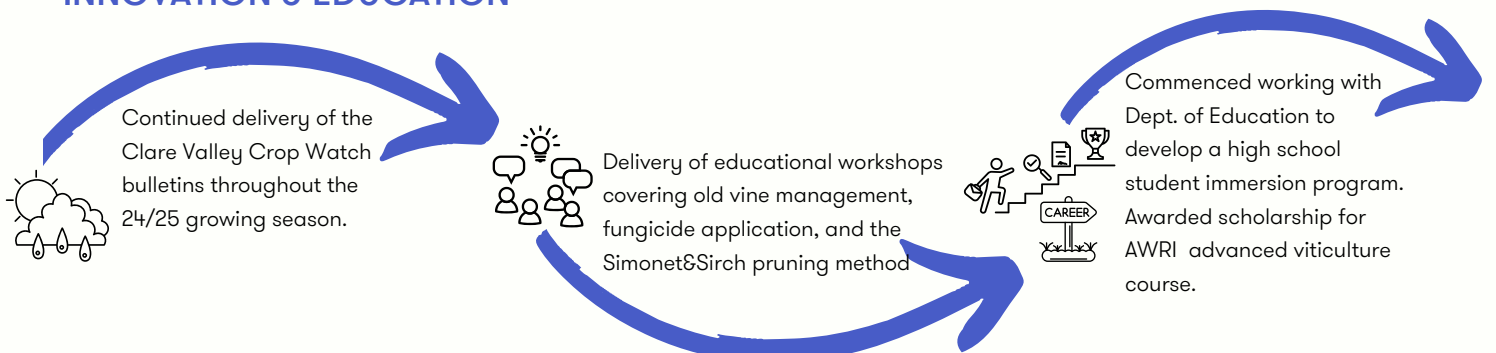 INNOVATION & EDUCATION
Continued delivery of the
Clare Valley Crop Watch
bulletins throughout the
24/25 growing season.
Delivery of educational workshops
covering old vine management,
fungicide application, and the
Simonet&Sirch pruning method
CAREER
Commenced working with
Dept. of Education to
develop a high school
student immersion program.
Awarded scholarship for
AWRI  advanced viticulture
course.